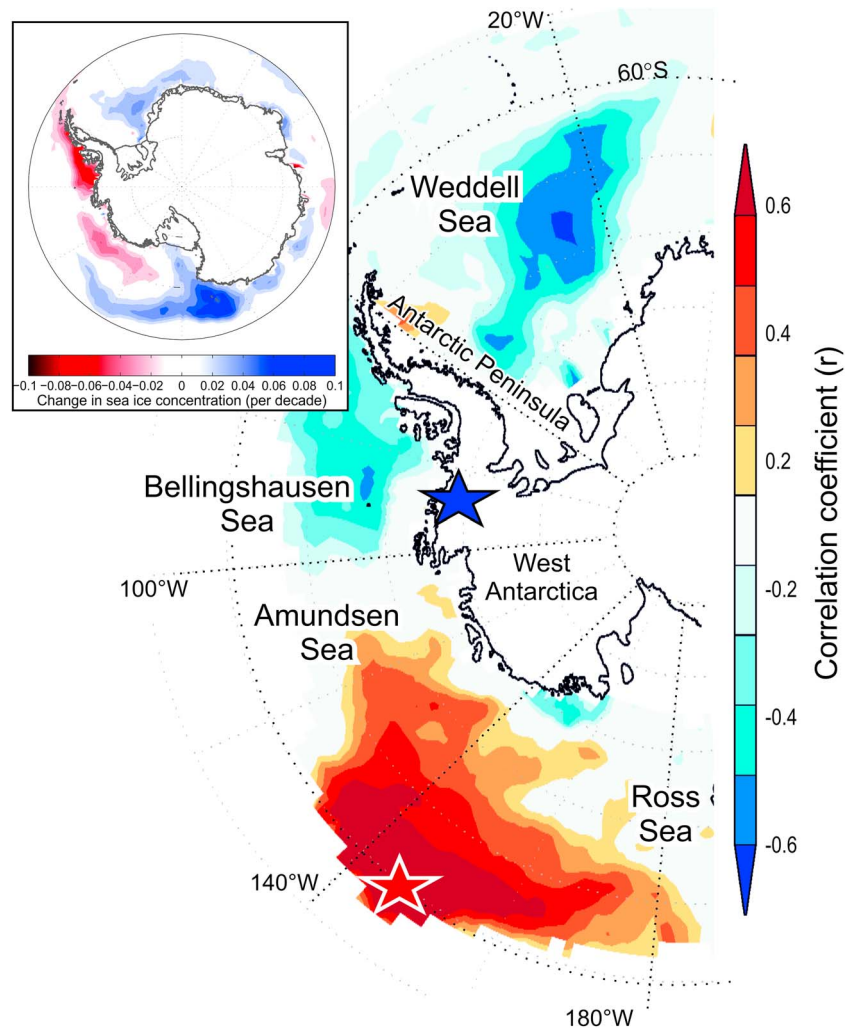 20°W
60°S
Weddell
Sea
Antarctic Peninsula
−0.1 −0.08−0.06−0.04−0.02 0 0.02 0.04 0.06 0.08 0.1
Change in sea ice concentration (per decade)
Bellingshausen
Sea
100°W
West
Antarctica
Amundsen
Sea
Ross
Sea
140°W
180°W
0.6
0.4
0.2
-0.2
-0.4
-0.6
Correlation coefficient (r)